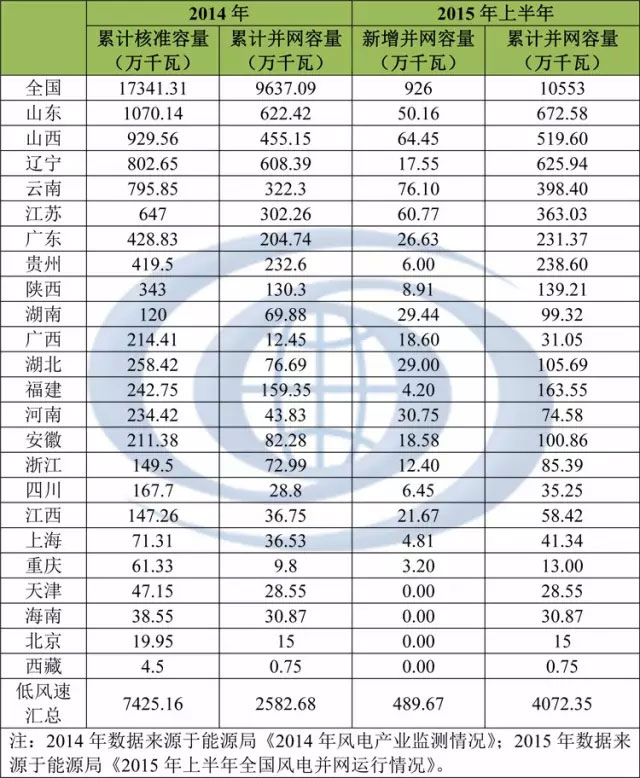 2014 年 2015 年上半年
累计核准容量 累计并网容量 新增并网容量 累计并网容量
（万千瓦） （万千瓦） （万千瓦） （万千瓦）
全国 17341.31 9637.09 926 10553
山东 1070.14 622.42 50.16 672.58
山西 929.56 455.15 64.45 519.60
辽宁 802.65 608.39 17.55 625.94
云南 795.85 322.3 76.10 398.40
江苏 647 302.26 60.77 363.03
广东 428.83 204.74 26.63 231.37
贵州 419.5 232.6 6.00 238.60
陕西 343 130.3 8.91 139.21
湖南 120 69.88 29.44 99.32
广西 214.41 12.45 18.60 31.05
湖北 258.42 76.69 29.00 105.69
福建 242.75 159.35 4.20 163.55
河南 234.42 43.83 30.75 74.58
安徽 211.38 82.28 18.58 100.86
浙江 149.5 72.99 12.40 85.39
四川 167.7 28.8 6.45 35.25
江西 147.26 36.75 21.67 58.42
上海 71.31 36.53 4.81 41.34
重庆 61.33 9.8 3.20 13.00
天津 47.15 28.55 0.00 28.55
海南 38.55 30.87 0.00 30.87
北京 19.95 15 0.00 15
西藏 4.5 0.75 0.00 0.75
低风速
汇总 7425.16 2582.68 489.67 4072.35
注：2014 年数据来源于能源局《2014 年风电产业监测情况》；2015 年数据来
源于能源局《2015 年上半年全国风电并网运行情况》。